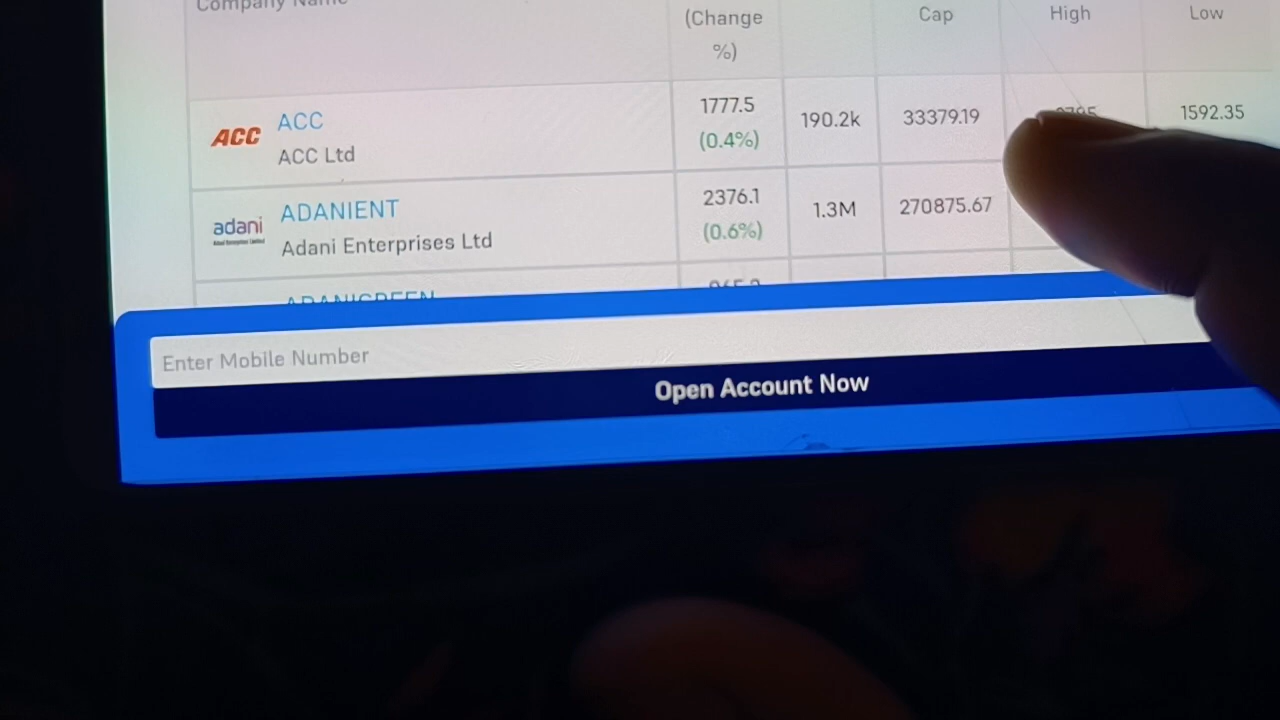 Company Name
(Change
%)
Cap
High
Low
ACC
ACC
ACC Ltd
1777.5
(0.4%)
190.2k
33379.19
1592.35
adani
ADANIENT
Adani Enterprises Ltd
2376.1
(0.6%)
1.3M
270875.67
ADANIGREEN
Enter Mobile Number
Open Account Now